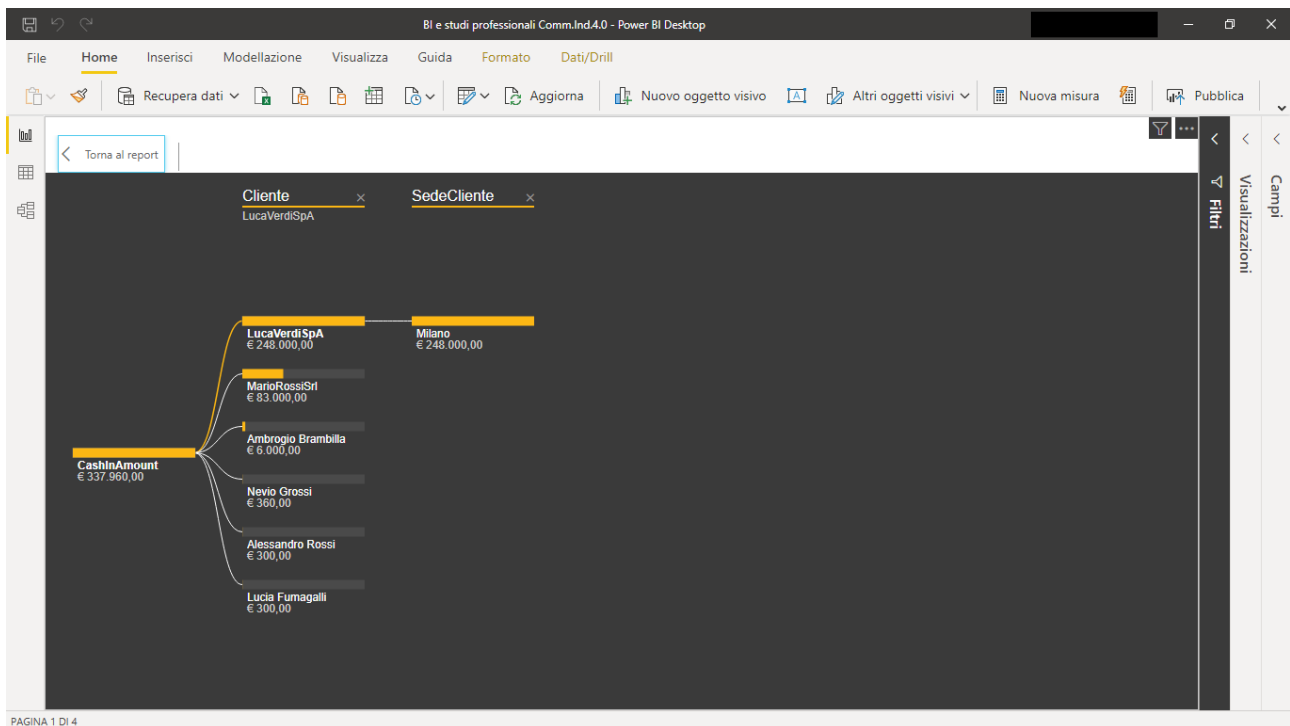 BI e studi professionali Comm.Ind.4.0 - Power BI Desktop
File Home Inserisci Modellazione Visualizza Guida Formato Dati/Drill
Recupera dati Aggiorna Nuovo oggetto visivo Altri oggetti visivi Nuova misura Pubblica
Torna al report
Cliente SedeCliente
LucaVerdiSpA
LucaVerdiSpA Milano
€ 248.000,00 € 248.000,00
MarioRossiSrl
€ 83.000,00
Ambrogio Brambilla
€ 6.000,00
CashInAmount
€ 337.960,00
Nevio Grossi
€ 360,00
Alessandro Rossi
€ 300,00
Lucia Fumagalli
€ 300,00
Filtri
Visualizzazioni
Campi
PAGINA 1 DI 4